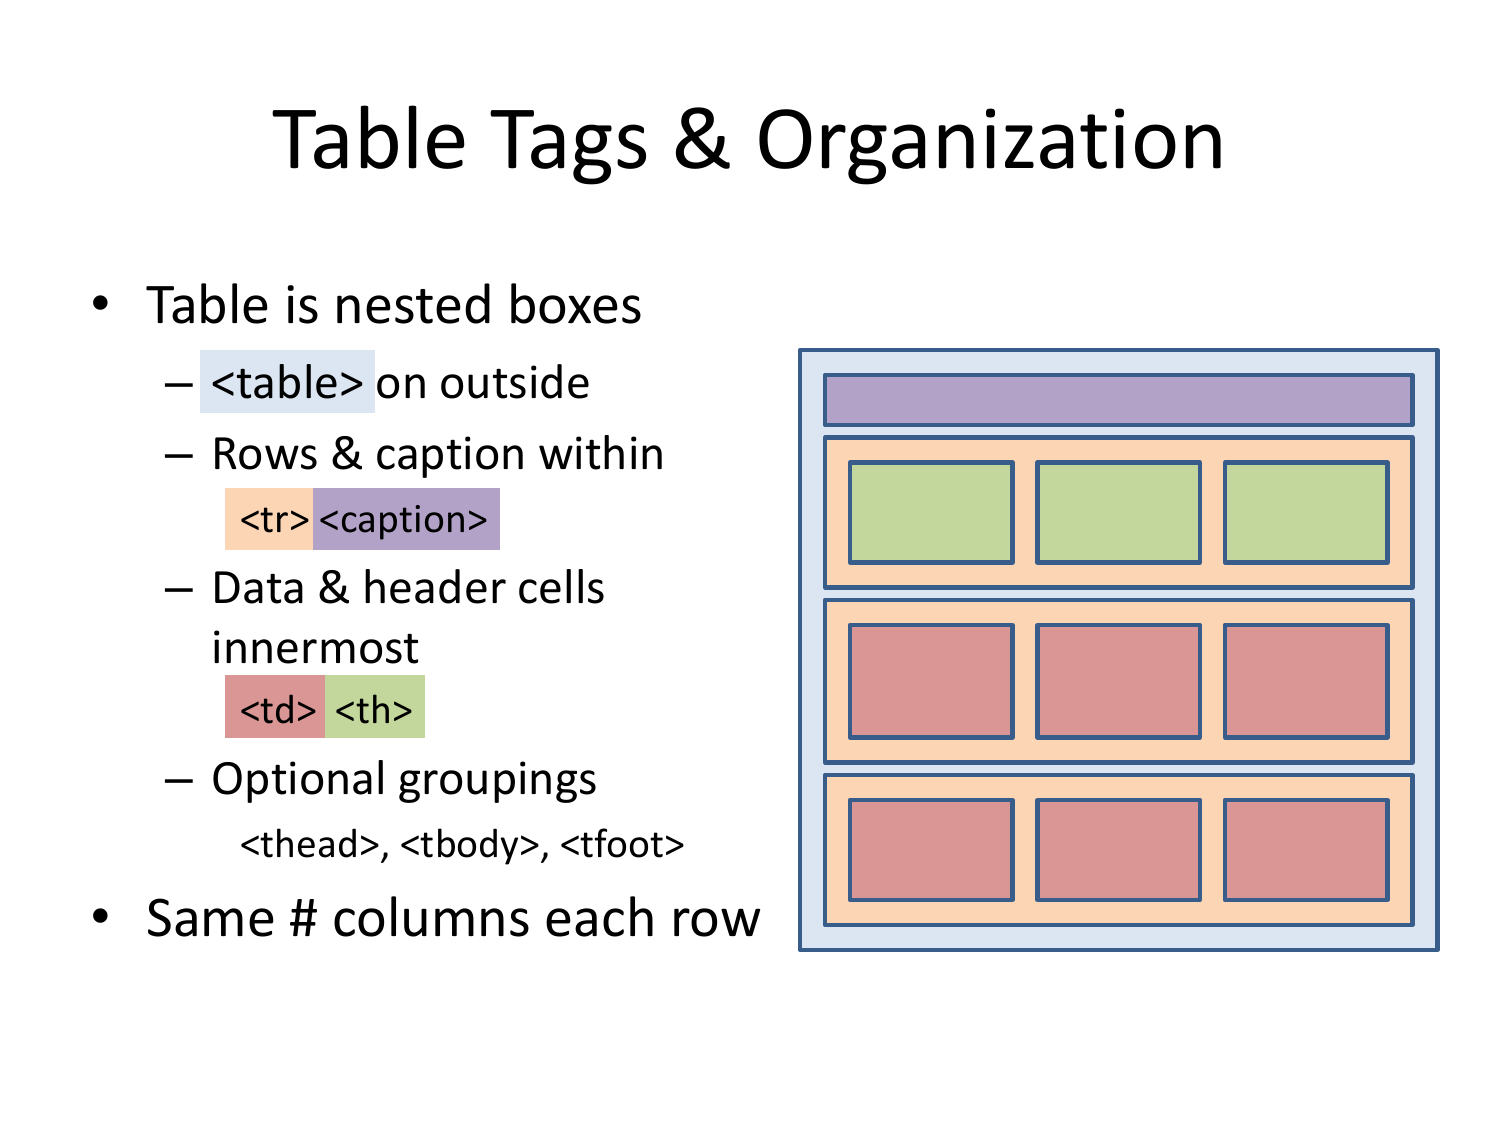 Table Tags & Organization
• Table is nested boxes
– <table> on outside
– Rows & caption within
<tr> <caption>
– Data & header cells
innermost
<td> <th>
– Optional groupings
<thead>, <tbody>, <tfoot>
• Same # columns each row